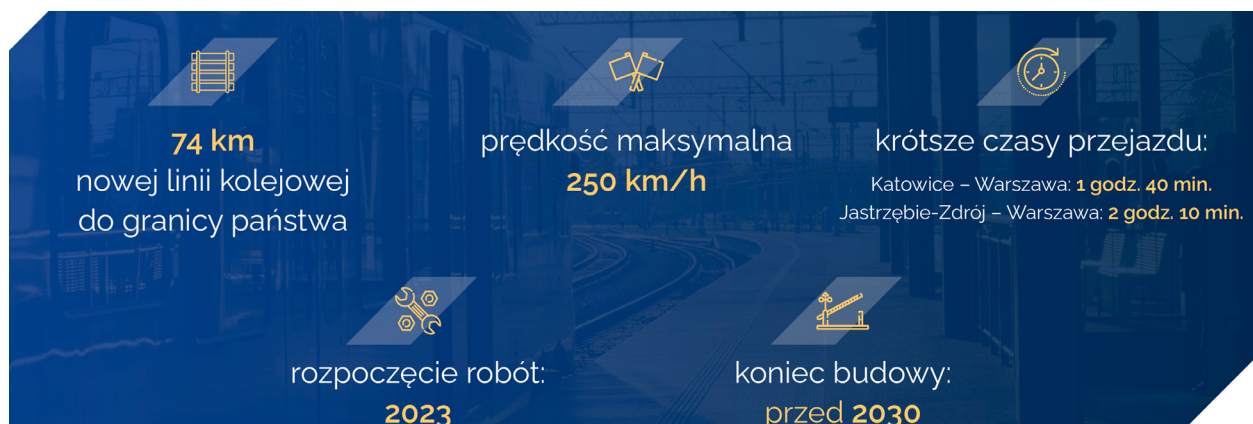 74 km
nowej linii kolejowej
do granicy państwa
prędkość maksymalna
250 km/h
krótsze czasy przejazdu:
Katowice – Warszawa: 1 godz. 40 min.
Jastrzębie-Zdrój – Warszawa: 2 godz. 10 min.
rozpoczęcie robót:
2023
koniec budowy:
przed 2030